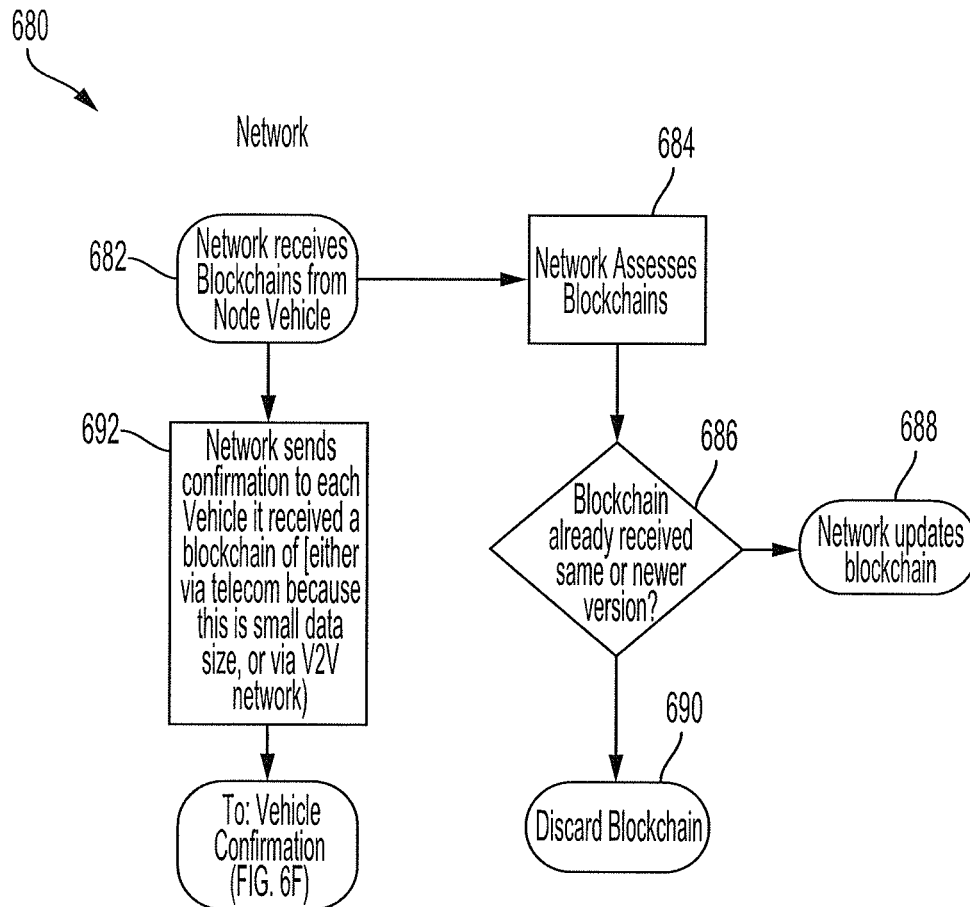 680
Network
684
682
Network receives
Blockchains from
Node Vehicle
Network Assesses
Blockchains
692
Network sends
confirmation to each
Vehicle it received a
blockchain of [either
via telecom because
this is small data
size, or via V2V
network)
686
Blockchain
already received
same or newer
version?
688
Network updates
blockchain
690
Discard Blockchain
To: Vehicle
Confirmation
(FIG. 6F)